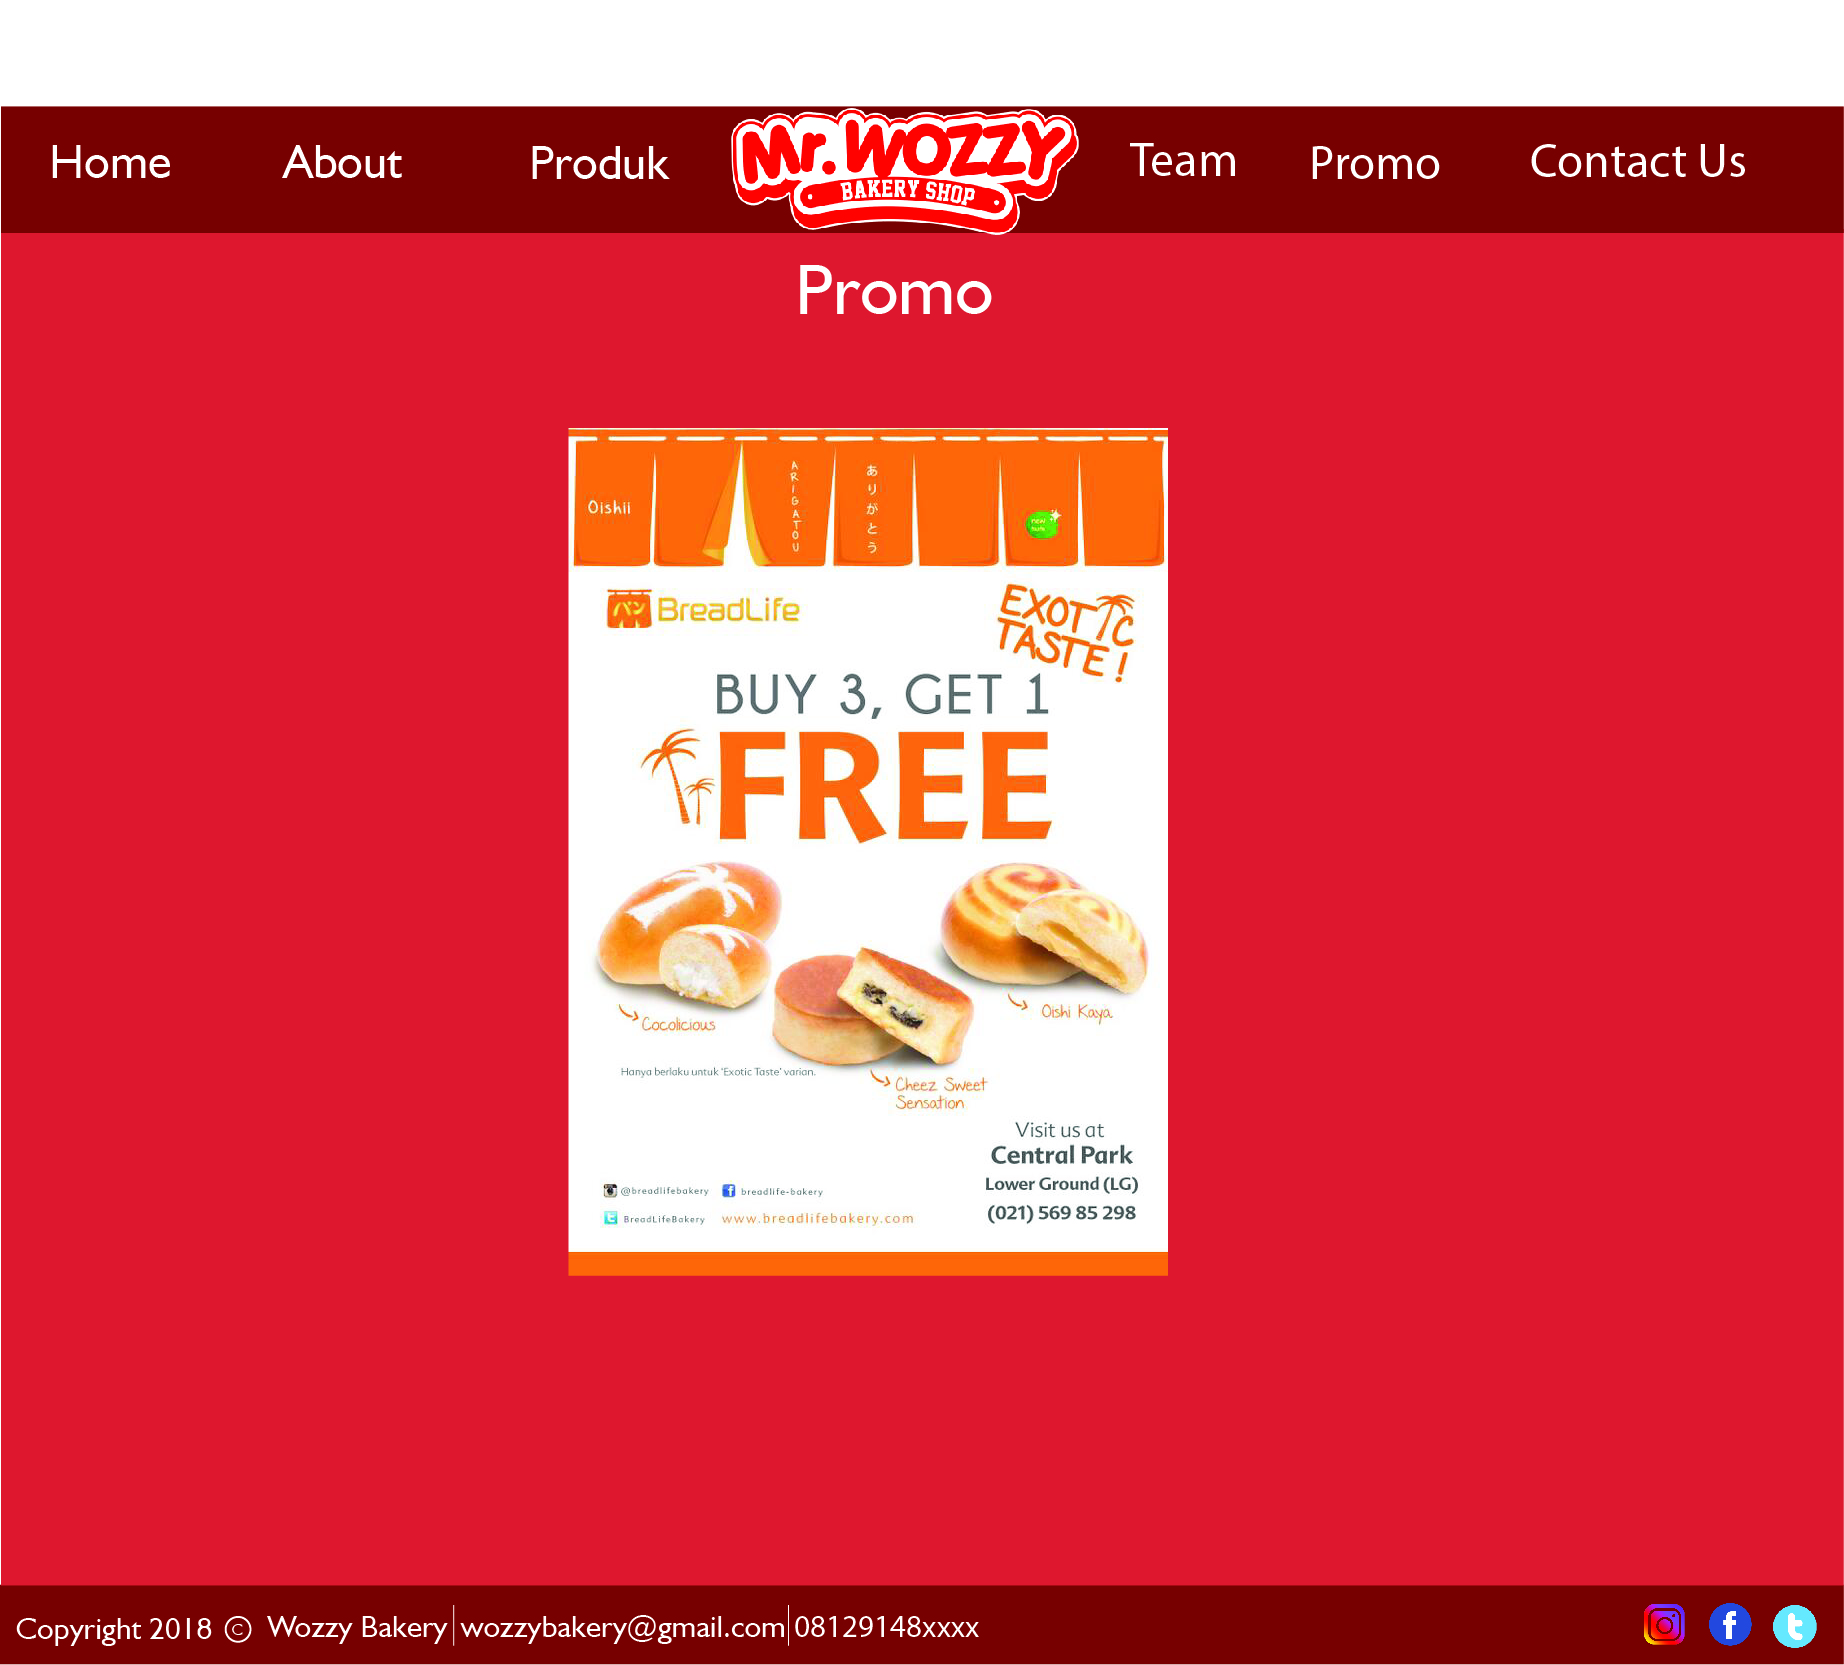 Home
About
Produk
Mr. WOZZY
BAKERY SHOP
Team
Promo
Contact Us
Promo
Oishii
ARIGATOU
ありがとう
new
パン BreadLife
EXOTIC
TASTE!
BUY 3, GET 1
FREE
Cocolicious
Oishi Kaya
Cheez Sweet
Sensation
Hanya berlaku untuk 'Exotic Taste' varian.
Visit us at
Central Park
Lower Ground (LG)
(021) 569 85 298
@breadlifebakery
breadlife-bakery
BreadLifeBakery
www.breadlifebakery.com
Copyright 2018 © Wozzy Bakery
wozzybakery@gmail.com
08129148xxxx